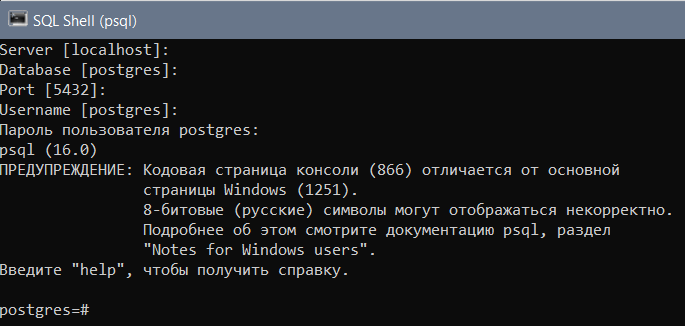 SQL Shell (psql)
Server [localhost]:
Database [postgres]:
Port [5432]:
Username [postgres]:
Пароль пользователя postgres:
psql (16.0)
ПРЕДУПРЕЖДЕНИЕ: Кодовая страница консоли (866) отличается от основной
страницы Windows (1251).
8-битовые (русские) символы могут отображаться некорректно.
Подробнее об этом смотрите документацию psql, раздел
"Notes for Windows users".
Введите "help", чтобы получить справку.
postgres=#